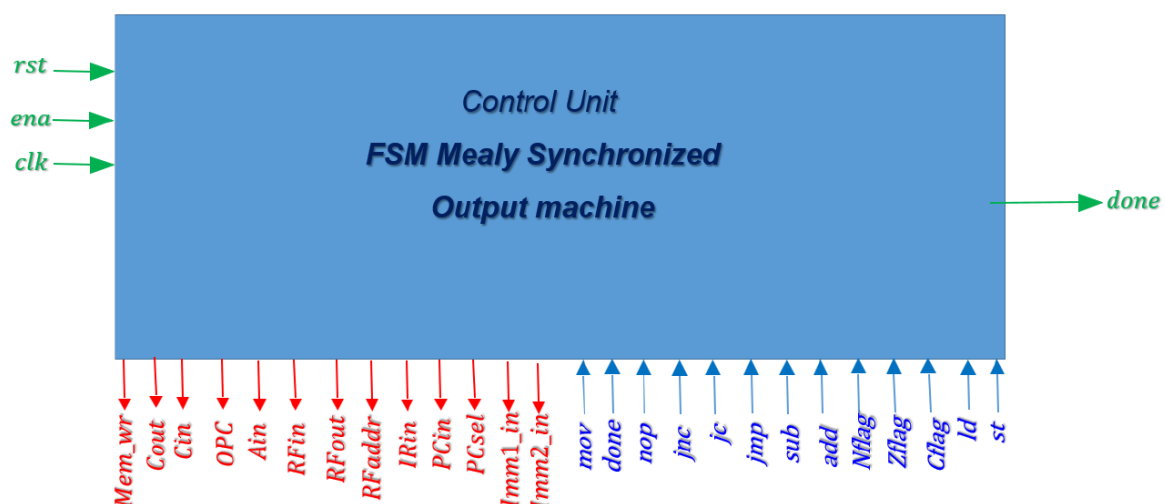 rst
ena
clk
Control Unit
FSM Mealy Synchronized
Output machine
done
Mem_wr
Cout
Cin
OPC
Ain
RFin
RFout
RFaddr
IRin
PCin
PCsel
Imm1_in
Imm2_in
mov
done
nop
jnc
jc
jmp
sub
add
Nflag
Zflag
Cflag
ld
st